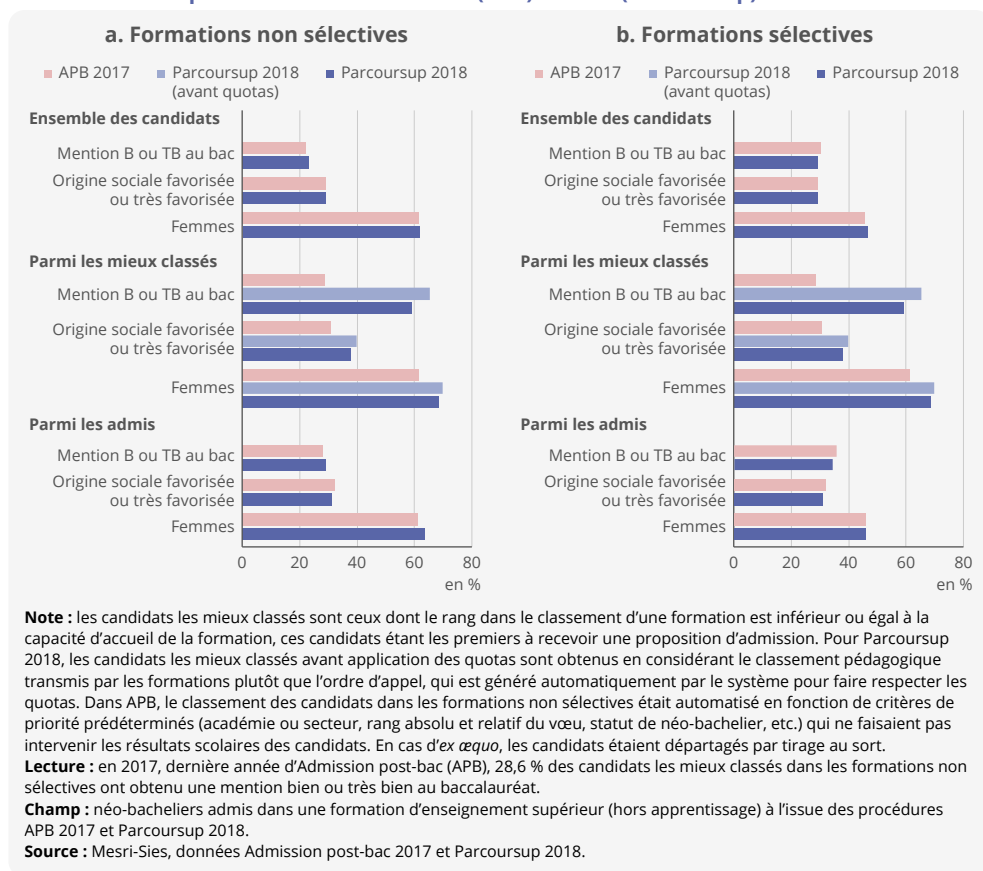 a. Formations non sélectives
APB 2017
Parcoursup 2018
(avant quotas)
Parcoursup 2018
Ensemble des candidats
Mention B ou TB au bac
Origine sociale favorisée
ou très favorisée
Femmes
Parmi les mieux classés
Mention B ou TB au bac
Origine sociale favorisée
ou très favorisée
Femmes
Parmi les admis
Mention B ou TB au bac
Origine sociale favorisée
ou très favorisée
Femmes
0 20 40 60 80
en %
b. Formations sélectives
APB 2017
Parcoursup 2018
(avant quotas)
Parcoursup 2018
Ensemble des candidats
Mention B ou TB au bac
Origine sociale favorisée
ou très favorisée
Femmes
Parmi les mieux classés
Mention B ou TB au bac
Origine sociale favorisée
ou très favorisée
Femmes
Parmi les admis
Mention B ou TB au bac
Origine sociale favorisée
ou très favorisée
Femmes
0 20 40 60 80
en %
Note : les candidats les mieux classés sont ceux dont le rang dans le classement d'une formation est inférieur ou égal à la
capacité d'accueil de la formation, ces candidats étant les premiers à recevoir une proposition d'admission. Pour Parcoursup
2018, les candidats les mieux classés avant application des quotas sont obtenus en considérant le classement pédagogique
transmis par les formations plutôt que l'ordre d'appel, qui est généré automatiquement par le système pour faire respecter les
quotas. Dans APB, le classement des candidats dans les formations non sélectives était automatisé en fonction de critères de
priorité prédéterminés (académie ou secteur, rang absolu et relatif du vœu, statut de néo-bachelier, etc.) qui ne faisaient pas
intervenir les résultats scolaires des candidats. En cas d'ex æquo, les candidats étaient départagés par tirage au sort.
Lecture : en 2017, dernière année d'Admission post-bac (APB), 28,6 % des candidats les mieux classés dans les formations non
sélectives ont obtenu une mention bien ou très bien au baccalauréat.
Champ : néo-bacheliers admis dans une formation d'enseignement supérieur (hors apprentissage) à l'issue des procédures
APB 2017 et Parcoursup 2018.
Source : Mesri-Sies, données Admission post-bac 2017 et Parcoursup 2018.